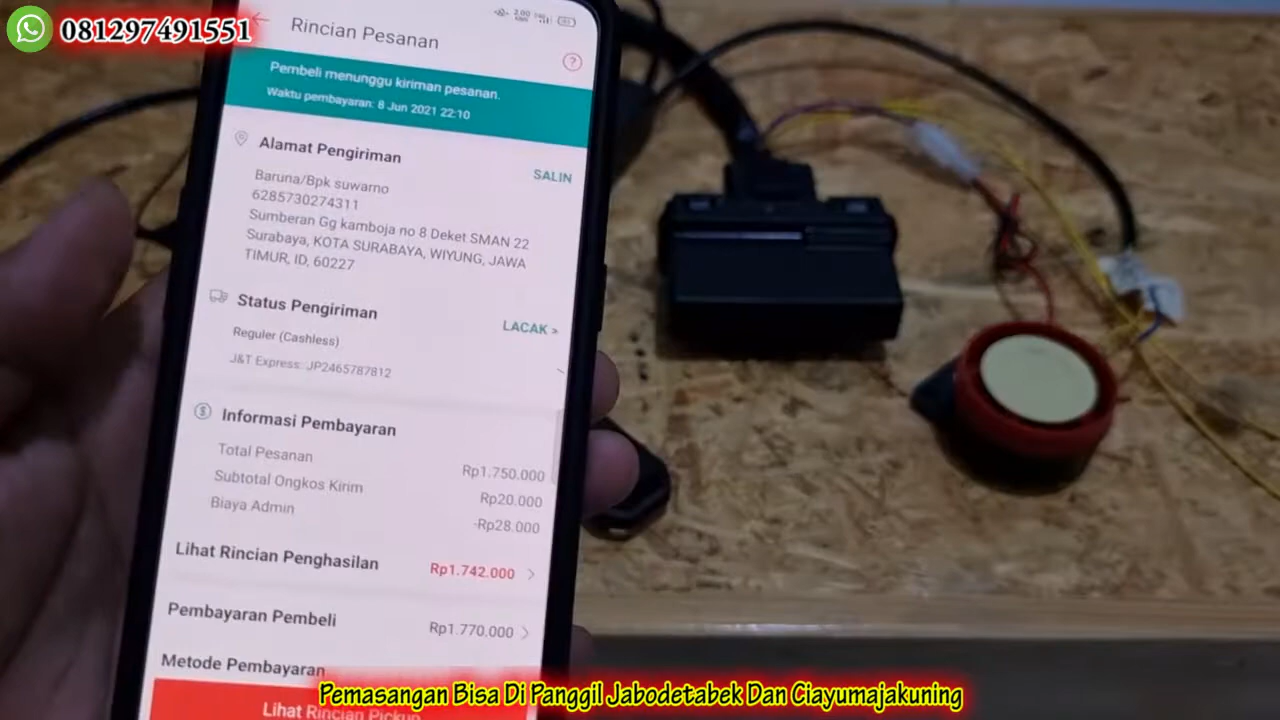 081297491551
Rincian Pesanan
?
Pembeli menunggu kiriman pesanan.
Waktu pembayaran: 8 Jun 2021 22:10
Alamat Pengiriman
SALIN
Baruna/Bpk suwarno
6285730274311
Sumberan Gg kamboja no 8 Deket SMAN 22
Surabaya, KOTA SURABAYA, WIYUNG, JAWA
TIMUR, ID, 60227
Status Pengiriman
LACAK >
Reguler (Cashless)
J&T Express: JP2465787812
Informasi Pembayaran
Total Pesanan Rp1.750.000
Subtotal Ongkos Kirim Rp20.000
Biaya Admin -Rp28.000
Lihat Rincian Penghasilan Rp1.742.000 >
Pembayaran Pembeli Rp1.770.000 >
Metode Pembayaran
Lihat Rincian Pickup
Pemasangan Bisa Di Panggil Jabodetabek Dan Ciayumajakuning